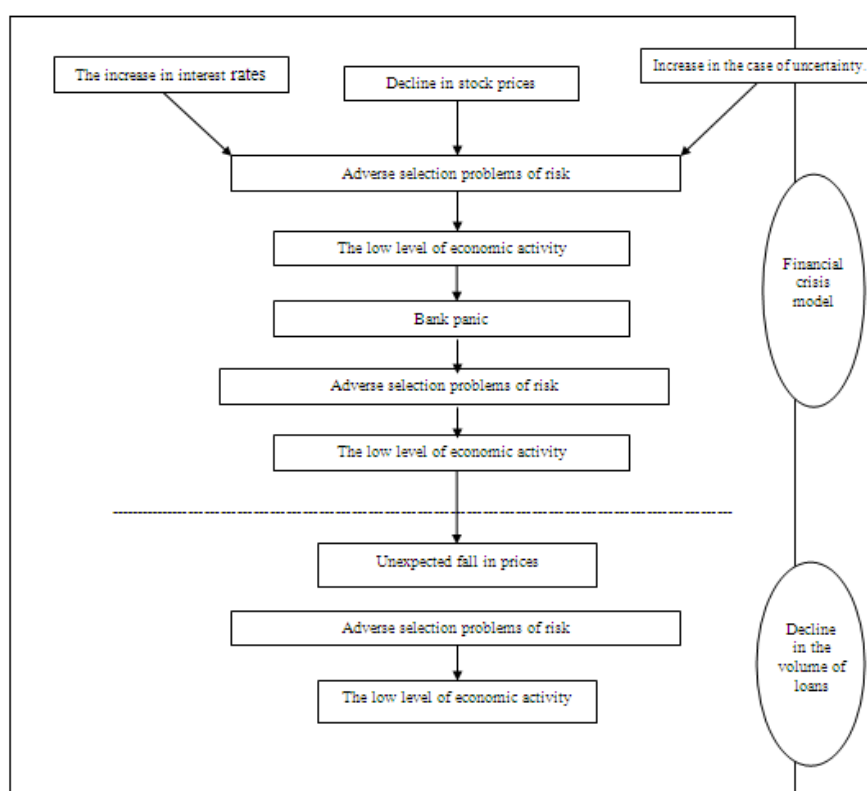 The increase in interest rates
Decline in stock prices
Increase in the case of uncertainty.
Adverse selection problems of risk
The low level of economic activity
Bank panic
Adverse selection problems of risk
The low level of economic activity
Financial
crisis
model
Unexpected fall in prices
Adverse selection problems of risk
The low level of economic activity
Decline
in the
volume of
loans